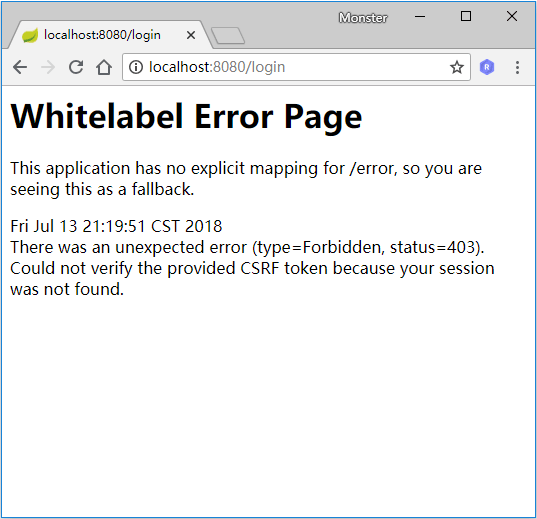 Monster
localhost:8080/login
localhost:8080/login
R
Whitelabel Error Page
This application has no explicit mapping for /error, so you are
seeing this as a fallback.
Fri Jul 13 21:19:51 CST 2018
There was an unexpected error (type=Forbidden, status=403).
Could not verify the provided CSRF token because your session
was not found.